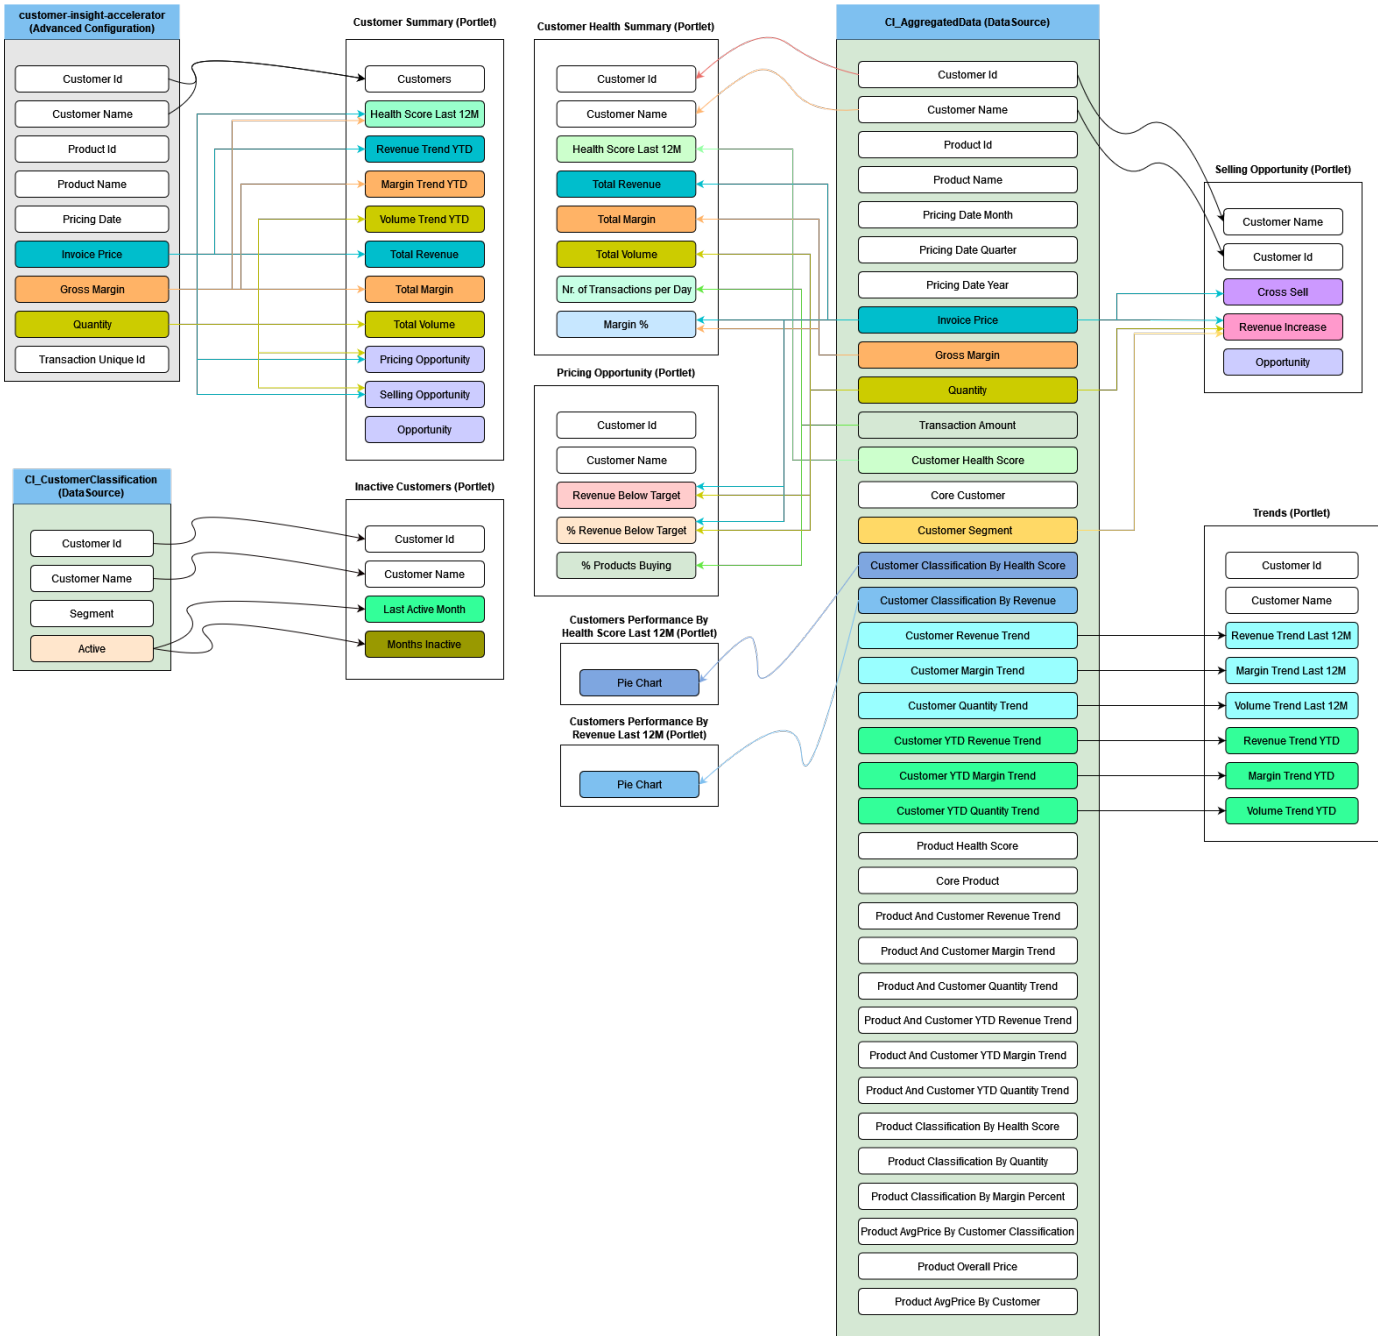 customer-insight-accelerator
(Advanced Configuration)
Customer Id
Customer Name
Product Id
Product Name
Pricing Date
Invoice Price
Gross Margin
Quantity
Transaction Unique Id
Customer Summary (Portlet)
Customers
Health Score Last 12M
Revenue Trend YTD
Margin Trend YTD
Volume Trend YTD
Total Revenue
Total Margin
Total Volume
Pricing Opportunity
Selling Opportunity
Opportunity
CI_CustomerClassification
(DataSource)
Customer Id
Customer Name
Segment
Active
Inactive Customers (Portlet)
Customer Id
Customer Name
Last Active Month
Months Inactive
Customer Health Summary (Portlet)
Customer Id
Customer Name
Health Score Last 12M
Total Revenue
Total Margin
Total Volume
Nr. of Transactions per Day
Margin %
Pricing Opportunity (Portlet)
Customer Id
Customer Name
Revenue Below Target
% Revenue Below Target
% Products Buying
Customers Performance By
Health Score Last 12M (Portlet)
Pie Chart
Customers Performance By
Revenue Last 12M (Portlet)
Pie Chart
CI_AggregatedData (DataSource)
Customer Id
Customer Name
Product Id
Product Name
Pricing Date Month
Pricing Date Quarter
Pricing Date Year
Invoice Price
Gross Margin
Quantity
Transaction Amount
Customer Health Score
Core Customer
Customer Segment
Customer Classification By Health Score
Customer Classification By Revenue
Customer Revenue Trend
Customer Margin Trend
Customer Quantity Trend
Customer YTD Revenue Trend
Customer YTD Margin Trend
Customer YTD Quantity Trend
Product Health Score
Core Product
Product And Customer Revenue Trend
Product And Customer Margin Trend
Product And Customer Quantity Trend
Product And Customer YTD Revenue Trend
Product And Customer YTD Margin Trend
Product And Customer YTD Quantity Trend
Product Classification By Health Score
Product Classification By Quantity
Product Classification By Margin Percent
Product AvgPrice By Customer Classification
Product Overall Price
Product AvgPrice By Customer
Selling Opportunity (Portlet)
Customer Name
Customer Id
Cross Sell
Revenue Increase
Opportunity
Trends (Portlet)
Customer Id
Customer Name
Revenue Trend Last 12M
Margin Trend Last 12M
Volume Trend Last 12M
Revenue Trend YTD
Margin Trend YTD
Volume Trend YTD